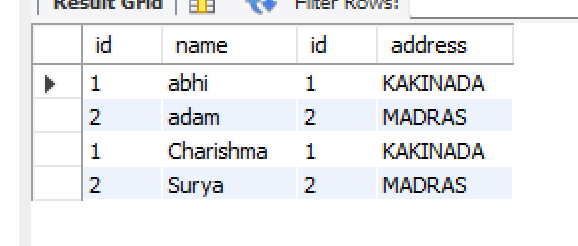 Result Grid Filter Rows:
id name id address
1 abhi 1 KAKINADA
2 adam 2 MADRAS
1 Charishma 1 KAKINADA
2 Surya 2 MADRAS